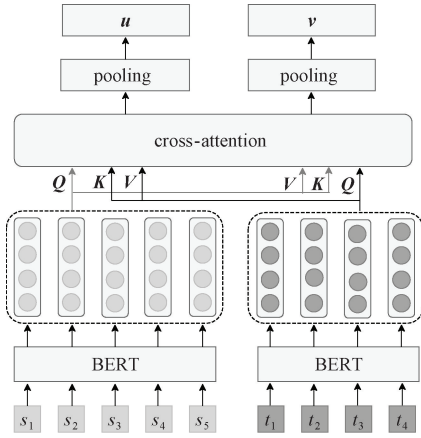 u v
pooling pooling
cross-attention
Q K V V K Q
BERT BERT
s₁ s₂ s₃ s₄ s₅ t₁ t₂ t₃ t₄